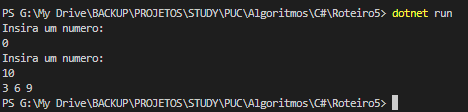 PS G:\My Drive\BACKUP\PROJETOS\STUDY\PUC\Algoritmos\C#\Roteiro5> dotnet run
Insira um numero:
0
Insira um numero:
10
3 6 9
PS G:\My Drive\BACKUP\PROJETOS\STUDY\PUC\Algoritmos\C#\Roteiro5>